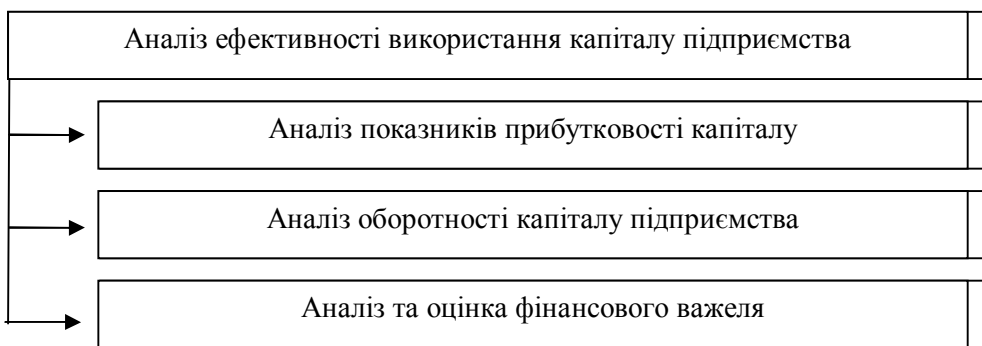 Аналіз ефективності використання капіталу підприємства
Аналіз показників прибутковості капіталу
Аналіз оборотності капіталу підприємства
Аналіз та оцінка фінансового важеля